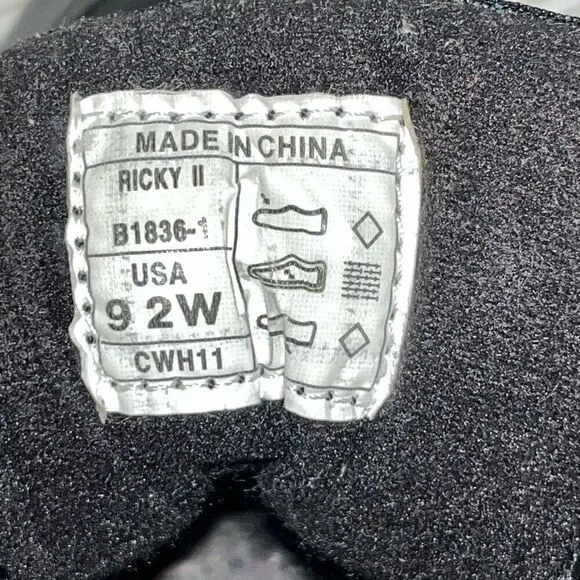 MADE IN CHINA
RICKY II
B1836-
USA
9 2W
CWH11